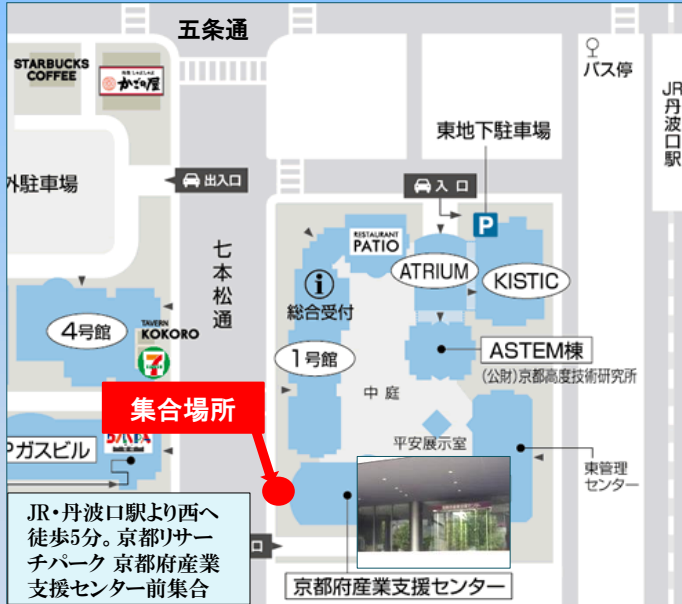 五条通
STARBUCKS
COFFEE
かごの屋
バス停
JR丹波口駅
東地下駐車場
外駐車場
出入口
入口
P
七本松通
RESTAURANT
PATIO
ATRIUM
KISTIC
i
総合受付
4号館
TAVERN
KOKORO
7
1号館
ASTEM棟
(公財)京都高度技術研究所
中庭
集合場所
Pガスビル
平安展示室
東管理
センター
JR・丹波口駅より西へ
徒歩5分。京都リサー
チパーク 京都府産業
支援センター前集合
口
京都府産業支援センター